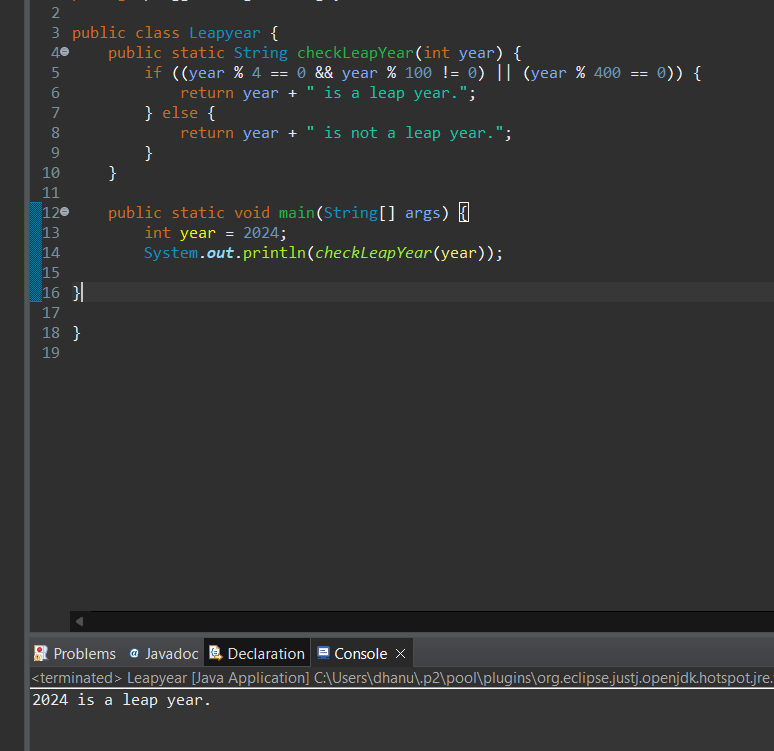 2
3 public class Leapyear {
4 public static String checkLeapYear(int year) {
5 if ((year % 4 == 0 && year % 100 != 0) || (year % 400 == 0)) {
6 return year + " is a leap year.";
7 } else {
8 return year + " is not a leap year.";
9 }
10 }
11
12 public static void main(String[] args) {
13 int year = 2024;
14 System.out.println(checkLeapYear(year));
15
16 }
17
18 }
19
Problems @ Javadoc Declaration Console
<terminated> Leapyear [Java Application] C:\Users\dhanu\.p2\pool\plugins\org.eclipse.justj.openjdk.hotspot.jre.
2024 is a leap year.